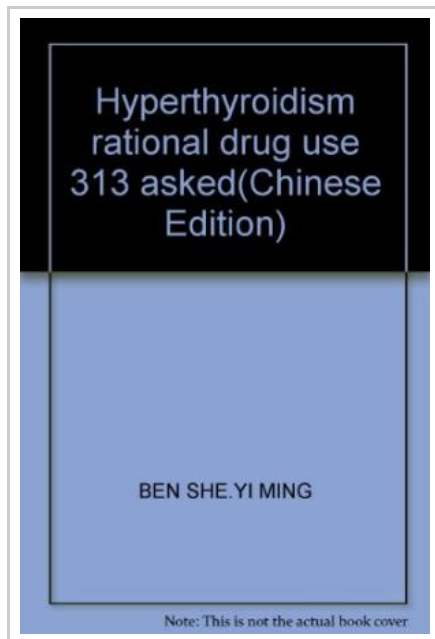 Hyperthyroidism
rational drug use
313 asked(Chinese
Edition)
BEN SHE.YI MING
Note: This is not the actual book cover